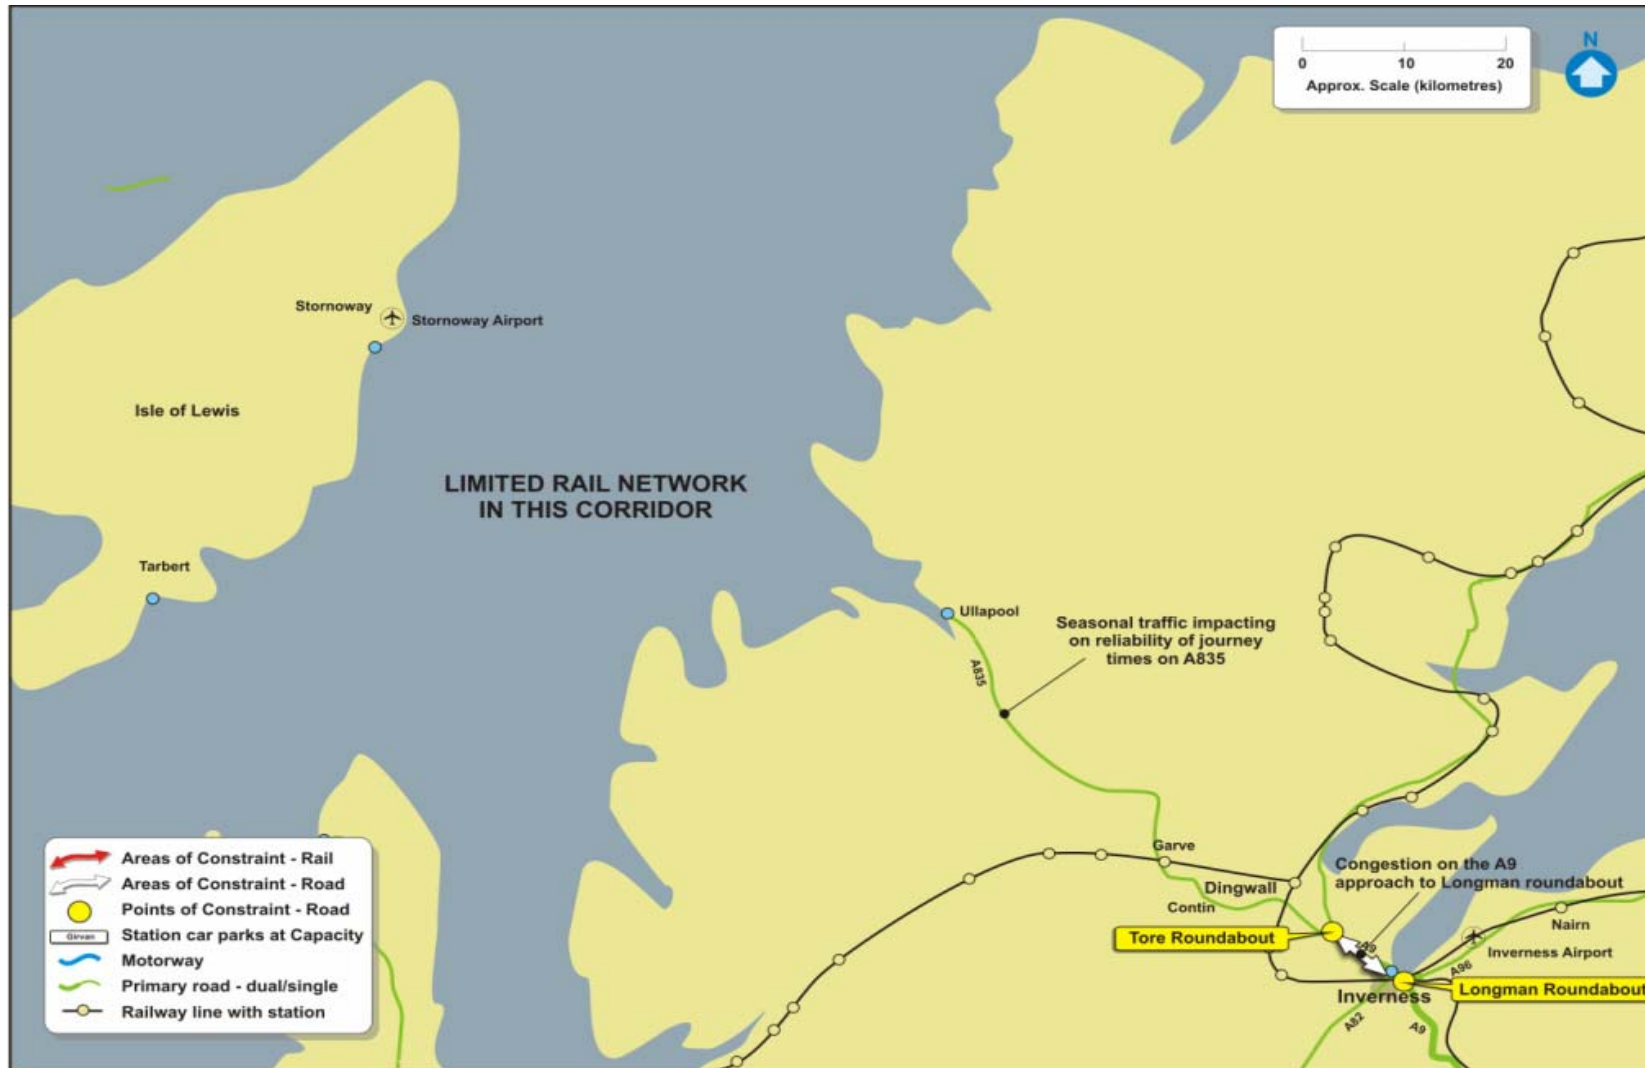 N
0 10 20
Approx. Scale (kilometres)
Stornoway
Stornoway Airport
Isle of Lewis
LIMITED RAIL NETWORK
IN THIS CORRIDOR
Tarbert
Ullapool
Seasonal traffic impacting
on reliability of journey
times on A835
A835
Garve
Dingwall
Contin
Congestion on the A9
approach to Longman roundabout
Nairn
Tore Roundabout
A9
Inverness Airport
A96
Longman Roundabout
Inverness
A82
A9
Areas of Constraint - Rail
Areas of Constraint - Road
Points of Constraint - Road
Girvan
Station car parks at Capacity
Motorway
Primary road - dual/single
Railway line with station